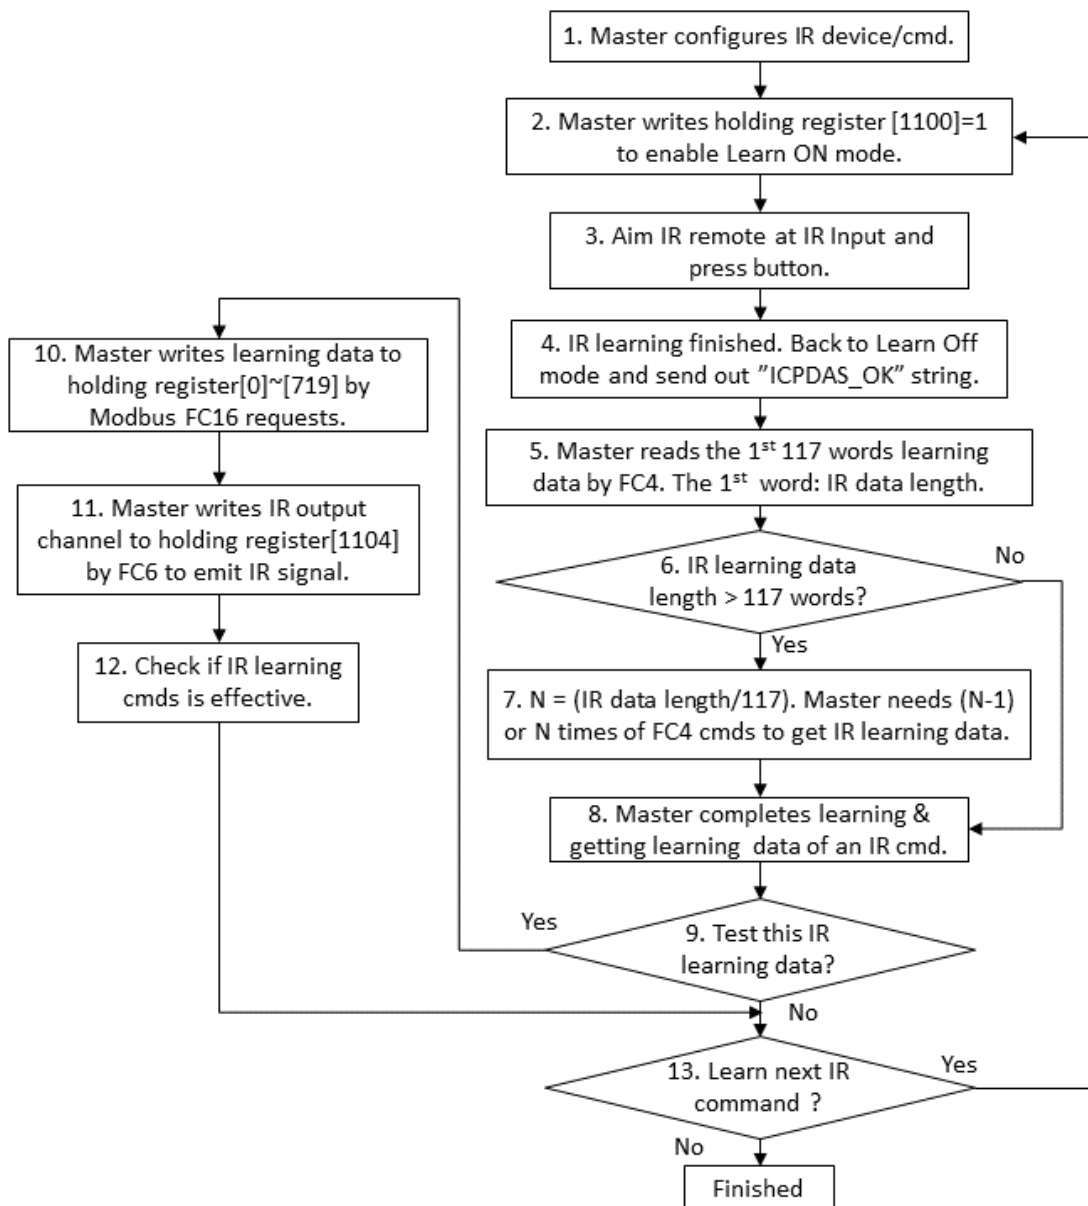 1. Master configures IR device/cmd.
2. Master writes holding register [1100]=1
to enable Learn ON mode.
3. Aim IR remote at IR Input and
press button.
4. IR learning finished. Back to Learn Off
mode and send out ”ICPDAS_OK” string.
5. Master reads the 1st 117 words learning
data by FC4. The 1st word: IR data length.
6. IR learning data
length > 117 words?
No
Yes
7. N = (IR data length/117). Master needs (N-1)
or N times of FC4 cmds to get IR learning data.
8. Master completes learning &
getting learning data of an IR cmd.
9. Test this IR
learning data?
Yes
No
10. Master writes learning data to
holding register[0]~[719] by
Modbus FC16 requests.
11. Master writes IR output
channel to holding register[1104]
by FC6 to emit IR signal.
12. Check if IR learning
cmds is effective.
13. Learn next IR
command ?
Yes
No
Finished